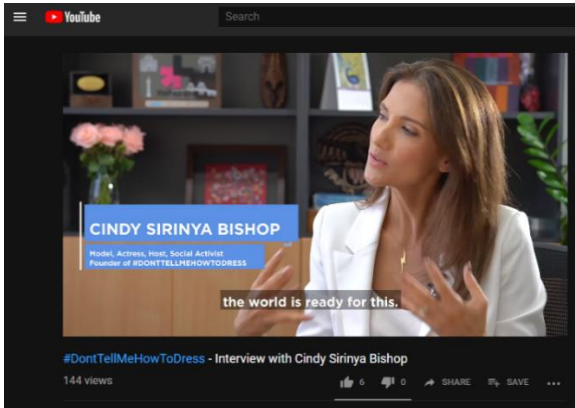 YouTube
Search
CINDY SIRINYA BISHOP
Model, Actress, Host, Social Activist
Founder of #DONTTELLMEHOWTODRESS
the world is ready for this.
#DontTellMeHowToDress - Interview with Cindy Sirinya Bishop
144 views
6
0
SHARE
SAVE